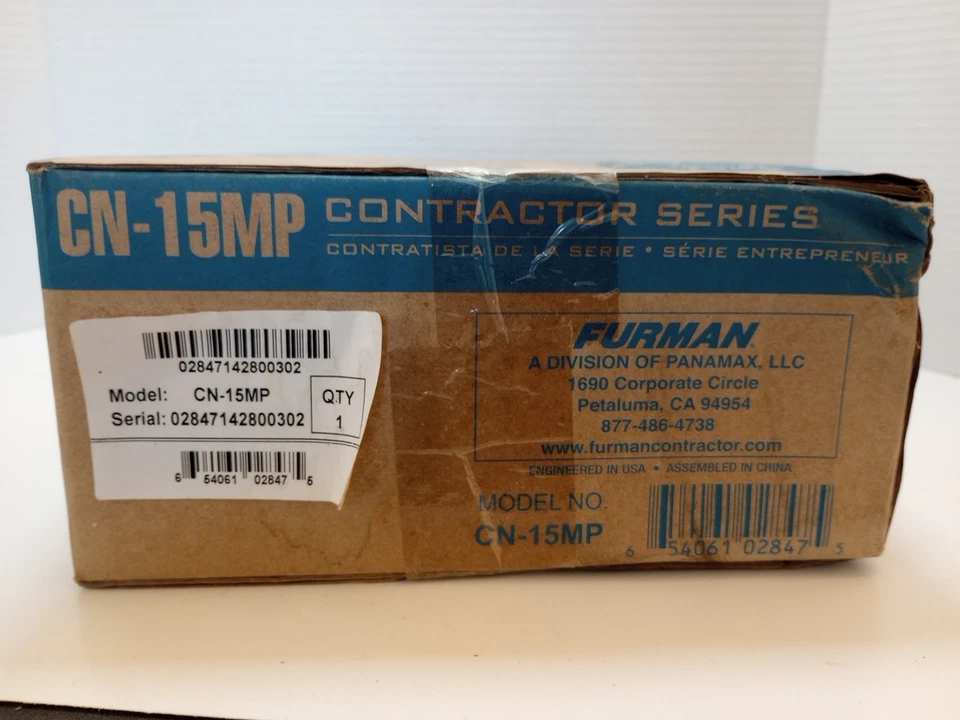 CN-15MP CONTRACTOR SERIES
CONTRATISTA DE LA SERIE • SÉRIE ENTREPRENEUR
02847142800302
Model: CN-15MP
Serial: 02847142800302
QTY
1
6 54061 02847 5
FURMAN
A DIVISION OF PANAMAX, LLC
1690 Corporate Circle
Petaluma, CA 94954
877-486-4738
www.furmancontractor.com
ENGINEERED IN USA • ASSEMBLED IN CHINA
MODEL NO.
CN-15MP
6 54061 02847 5